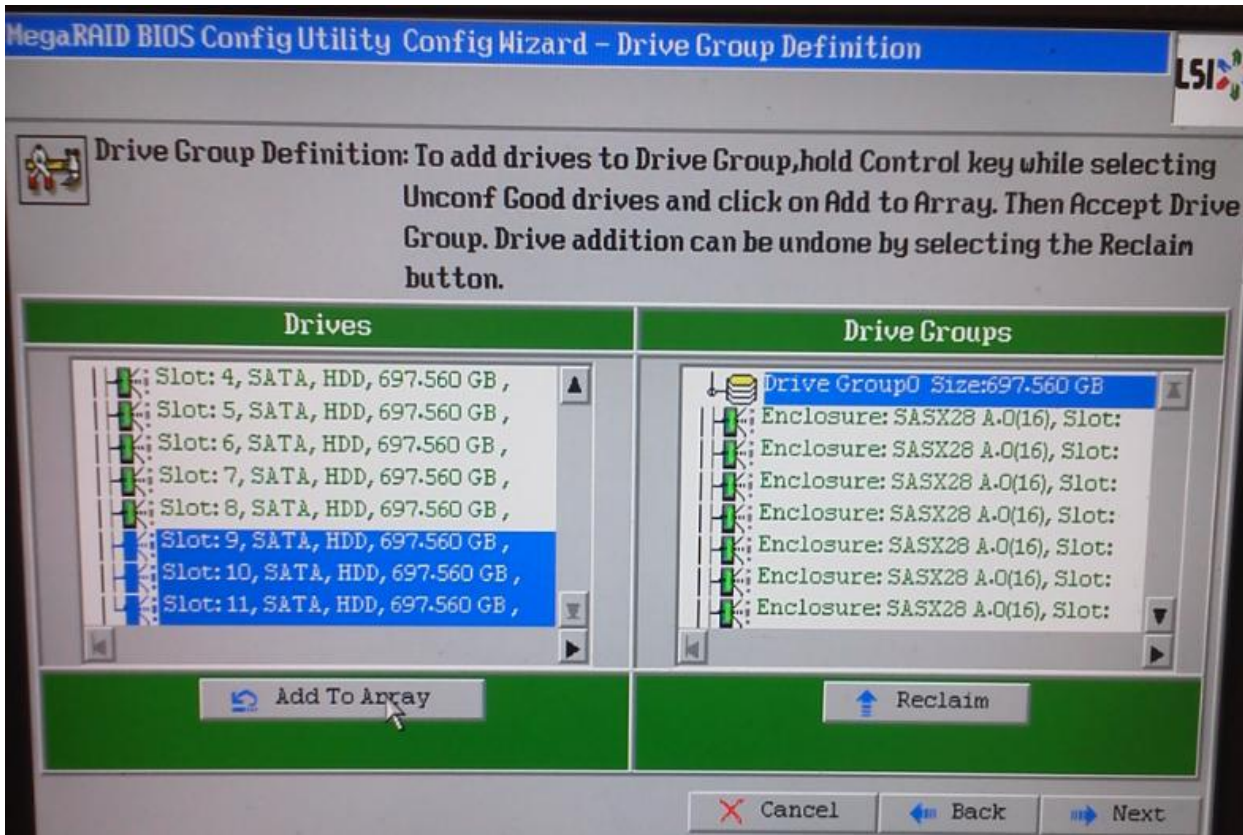 MegaRAID BIOS Config Utility Config Wizard – Drive Group Definition
LSI
Drive Group Definition: To add drives to Drive Group,hold Control key while selecting
Unconf Good drives and click on Add to Array. Then Accept Drive
Group. Drive addition can be undone by selecting the Reclaim
button.
Drives
Slot: 4, SATA, HDD, 697.560 GB ,
Slot: 5, SATA, HDD, 697.560 GB ,
Slot: 6, SATA, HDD, 697.560 GB ,
Slot: 7, SATA, HDD, 697.560 GB ,
Slot: 8, SATA, HDD, 697.560 GB ,
Slot: 9, SATA, HDD, 697.560 GB ,
Slot: 10, SATA, HDD, 697.560 GB ,
Slot: 11, SATA, HDD, 697.560 GB ,
Add To Array
Drive Groups
Drive Group0 Size:697.560 GB
Enclosure: SASX28 A.0(16), Slot:
Enclosure: SASX28 A.0(16), Slot:
Enclosure: SASX28 A.0(16), Slot:
Enclosure: SASX28 A.0(16), Slot:
Enclosure: SASX28 A.0(16), Slot:
Enclosure: SASX28 A.0(16), Slot:
Enclosure: SASX28 A.0(16), Slot:
Reclaim
Cancel
Back
Next